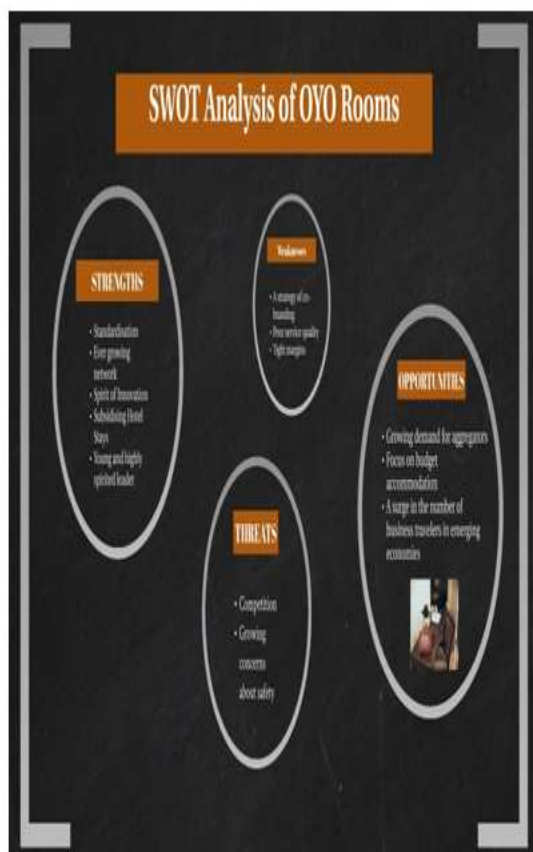 SWOT Analysis of OYO Rooms
STRENGTHS
• Standardisation
• Ever growing
network
• Spirit of Innovation
• Subsidising Hotel
Stays
• Young and highly
spirited leader
Weaknesses
• A strategy of co-
branding
• Poor service quality
• Tight margins
OPPORTUNITIES
• Growing demand for aggregators
• Focus on budget
accommodation
• A surge in the number of
business travelers in emerging
economies
THREATS
• Competition
• Growing
concerns
about safety